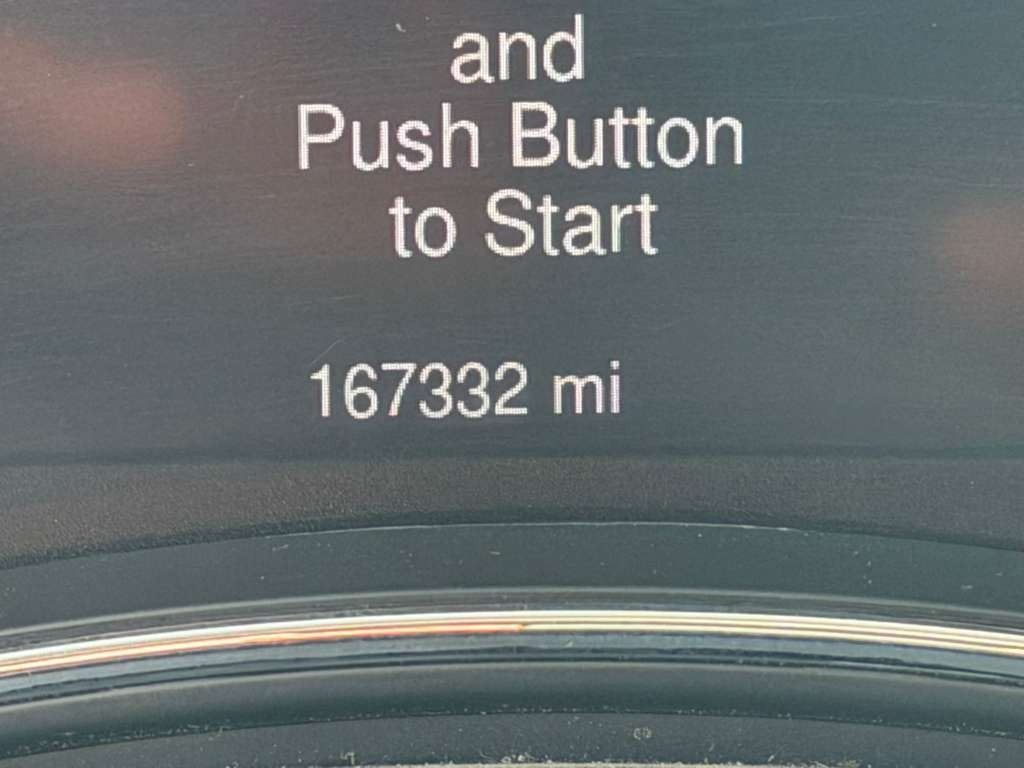 and
Push Button
to Start
167332 mi